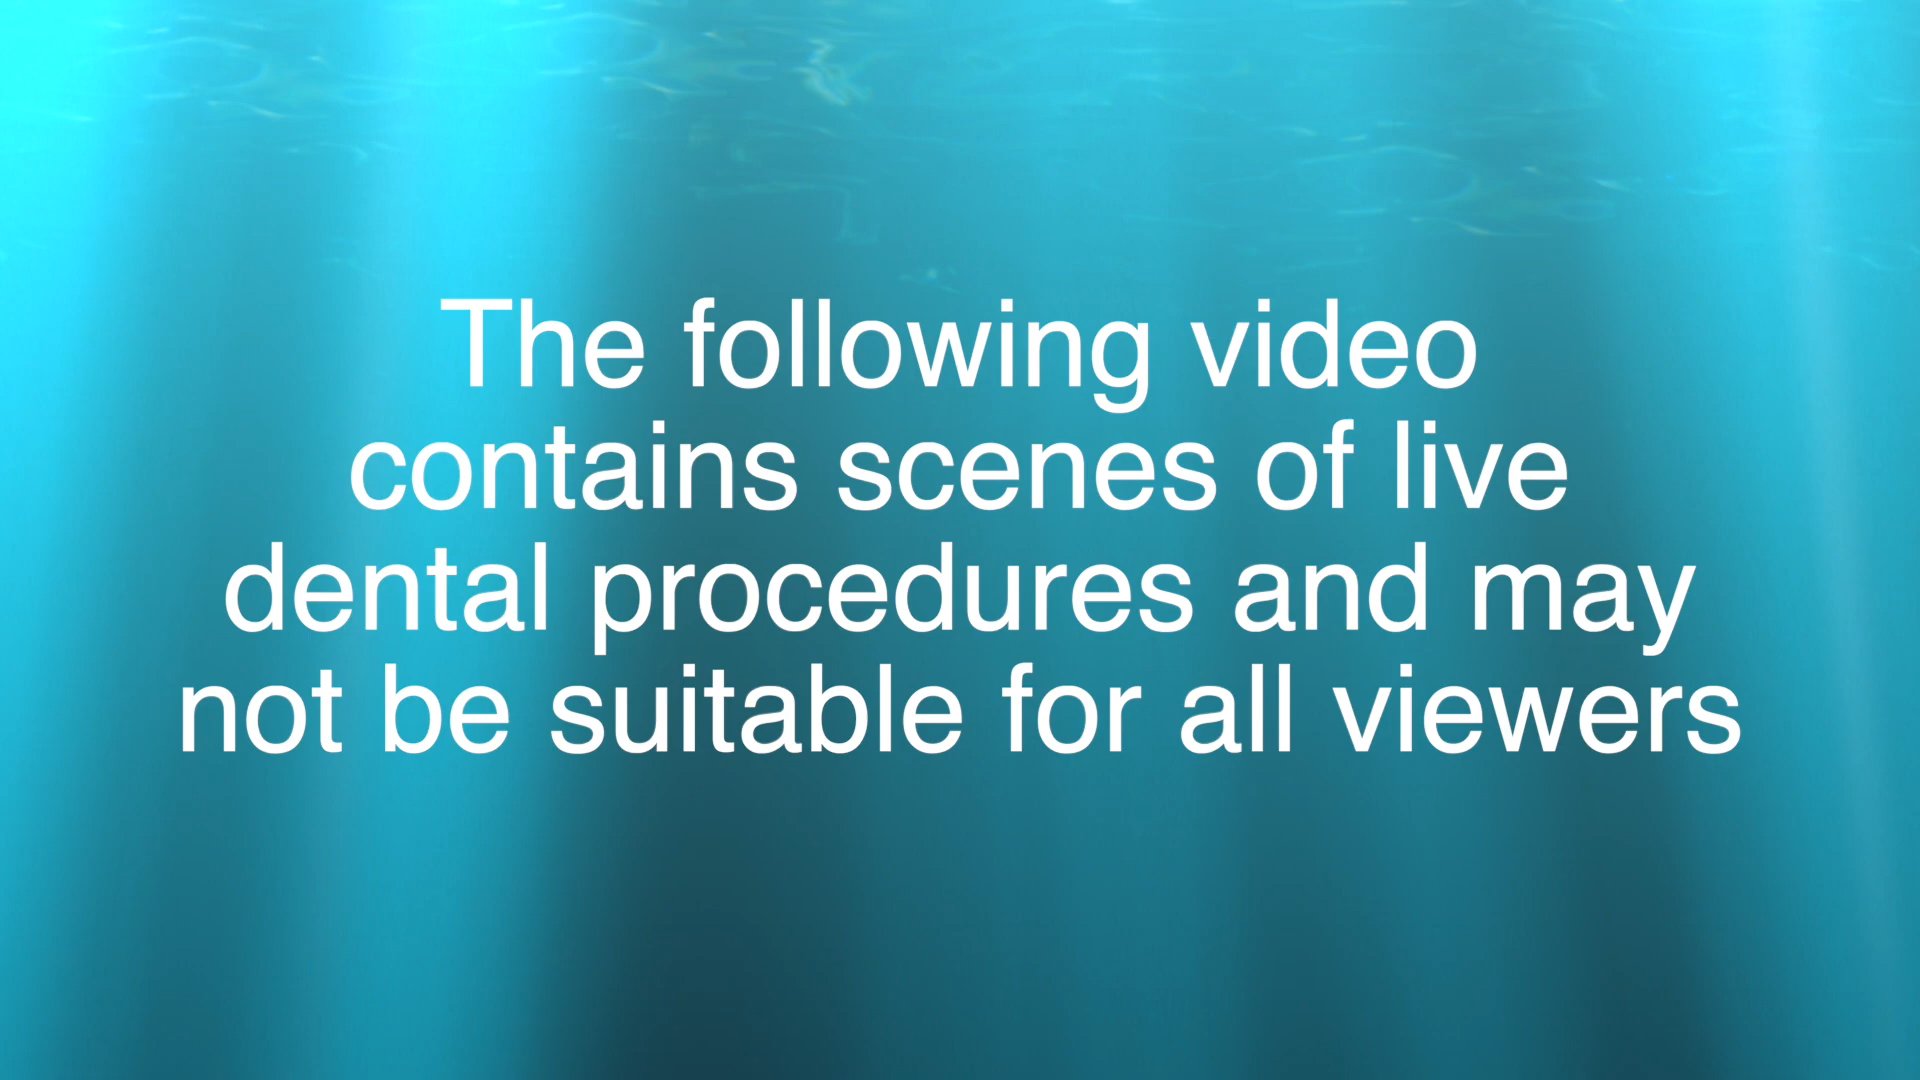 The following video
contains scenes of live
dental procedures and may
not be suitable for all viewers